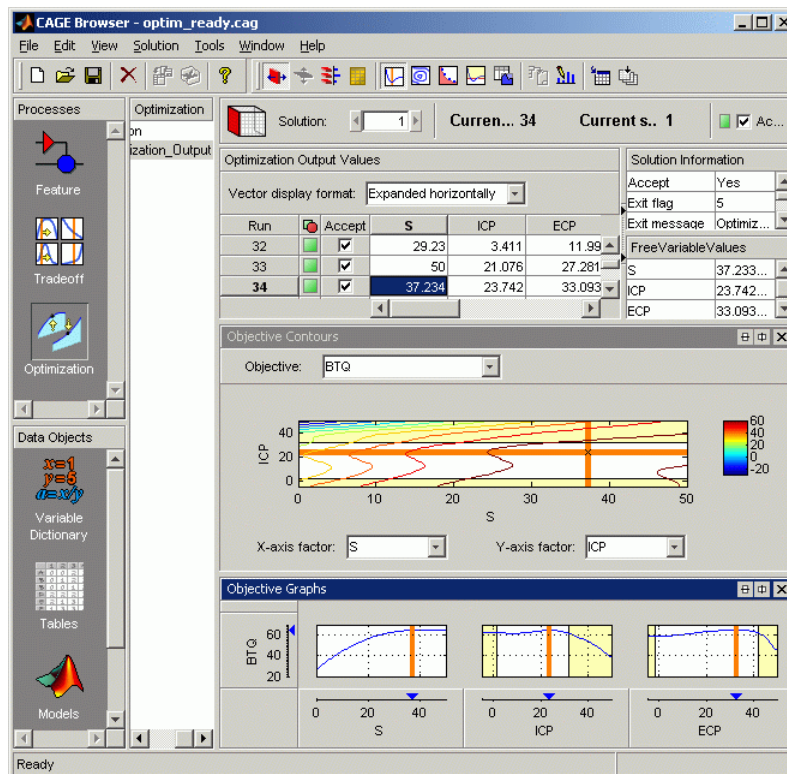 CAGE Browser - optim_ready.cag
File Edit View Solution Tools Window Help
Processes
Feature
Tradeoff
Optimization
Data Objects
x=1
y=5
a=x/y
Variable
Dictionary
Tables
Models
Optimization
on
ization_Output
Solution: 1 Curren... 34 Current s.. 1 Ac...
Optimization Output Values
Vector display format: Expanded horizontally
Run Accept S ICP ECP
32 29.23 3.411 11.99
33 50 21.076 27.281
34 37.234 23.742 33.093
Solution Information
Accept Yes
Exit flag 5
Exit message Optimiz...
FreeVariableValues
S 37.233...
ICP 23.742...
ECP 33.093...
Objective Contours
Objective: BTQ
ICP
40
20
0
0 10 20 30 40 50
S
60
40
20
0
-20
X-axis factor: S Y-axis factor: ICP
Objective Graphs
BTQ
60
40
20
0 20 40 0 20 40 0 20 40
S ICP ECP
Ready